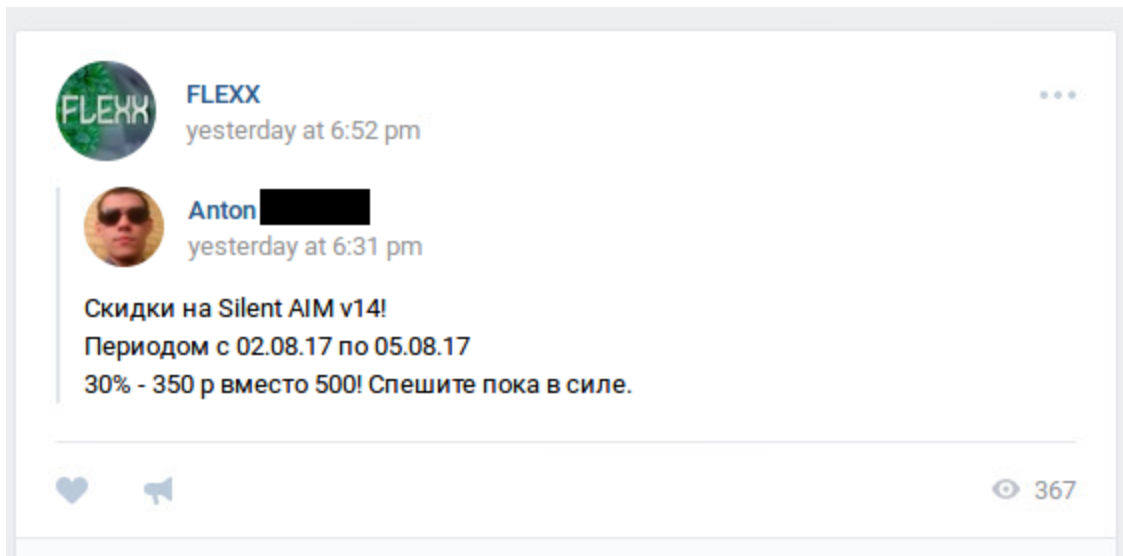 FLEXX
FLEXX
yesterday at 6:52 pm
Anton
yesterday at 6:31 pm
Скидки на Silent AIM v14!
Периодом с 02.08.17 по 05.08.17
30% - 350 р вместо 500! Спешите пока в силе.
367